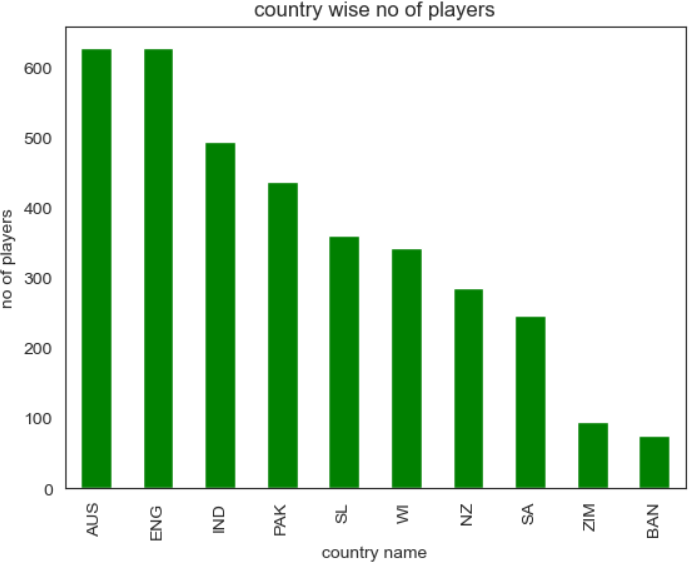 country wise no of players
600
500
400
300
200
100
0
no of players
AUS
ENG
IND
PAK
SL
WI
NZ
SA
ZIM
BAN
country name